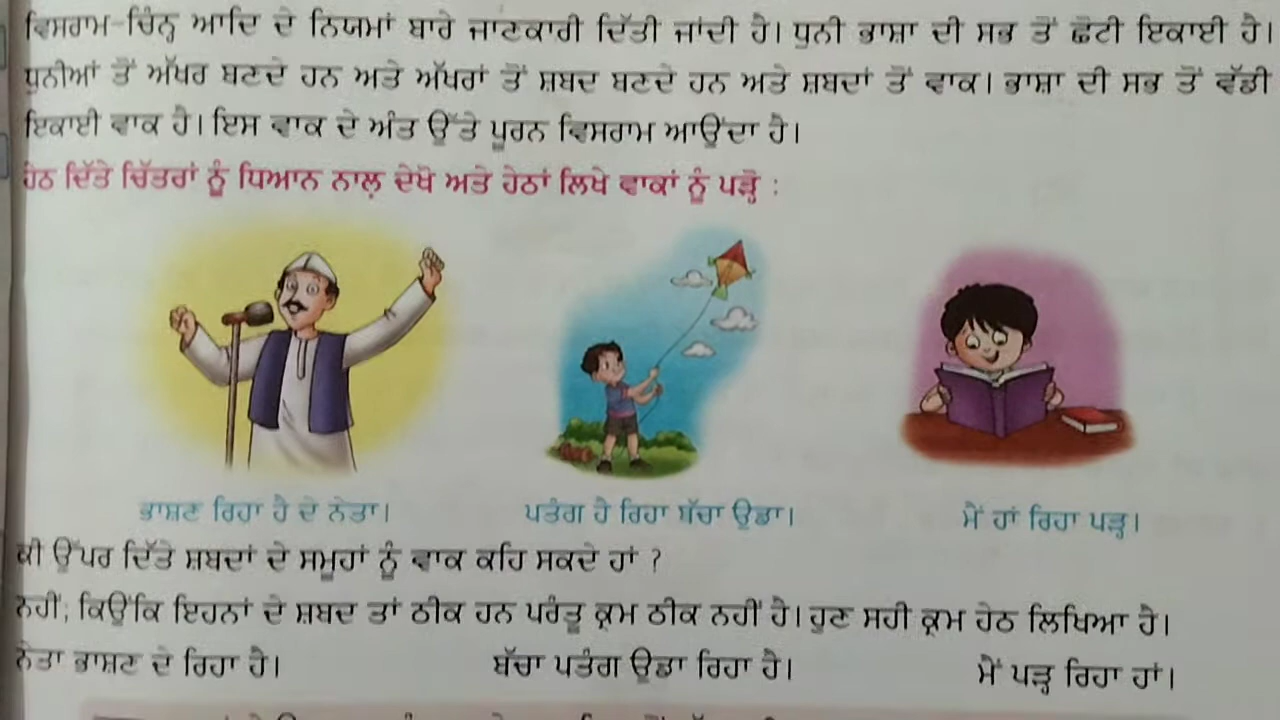 ਵਿਸਰਾਮ-ਚਿੰਨ੍ਹ ਆਦਿ ਦੇ ਨਿਯਮਾਂ ਬਾਰੇ ਜਾਣਕਾਰੀ ਦਿੱਤੀ ਜਾਂਦੀ ਹੈ। ਧੁਨੀ ਭਾਸ਼ਾ ਦੀ ਸਭ ਤੋਂ ਛੋਟੀ ਇਕਾਈ ਹੈ।
ਧੁਨੀਆਂ ਤੋਂ ਅੱਖਰ ਬਣਦੇ ਹਨ ਅਤੇ ਅੱਖਰਾਂ ਤੋਂ ਸ਼ਬਦ ਬਣਦੇ ਹਨ ਅਤੇ ਸ਼ਬਦਾਂ ਤੋਂ ਵਾਕ। ਭਾਸ਼ਾ ਦੀ ਸਭ ਤੋਂ ਵੱਡੀ
ਇਕਾਈ ਵਾਕ ਹੈ। ਇਸ ਵਾਕ ਦੇ ਅੰਤ ਉੱਤੇ ਪੂਰਨ ਵਿਸਰਾਮ ਆਉਂਦਾ ਹੈ।
ਹੇਠ ਦਿੱਤੇ ਚਿੱਤਰਾਂ ਨੂੰ ਧਿਆਨ ਨਾਲ਼ ਦੇਖੋ ਅਤੇ ਹੇਠਾਂ ਲਿਖੇ ਵਾਕਾਂ ਨੂੰ ਪੜ੍ਹੋ :
ਭਾਸ਼ਣ ਰਿਹਾ ਹੈ ਦੇ ਨੇਤਾ। ਪਤੰਗ ਹੈ ਰਿਹਾ ਬੱਚਾ ਉਡਾ। ਮੈਂ ਹਾਂ ਰਿਹਾ ਪੜ੍ਹ।
ਕੀ ਉੱਪਰ ਦਿੱਤੇ ਸ਼ਬਦਾਂ ਦੇ ਸਮੂਹਾਂ ਨੂੰ ਵਾਕ ਕਹਿ ਸਕਦੇ ਹਾਂ ?
ਨਹੀਂ; ਕਿਉਂਕਿ ਇਹਨਾਂ ਦੇ ਸ਼ਬਦ ਤਾਂ ਠੀਕ ਹਨ ਪਰੰਤੂ ਕ੍ਰਮ ਠੀਕ ਨਹੀਂ ਹੈ। ਹੁਣ ਸਹੀ ਕ੍ਰਮ ਹੇਠ ਲਿਖਿਆ ਹੈ।
ਨੇਤਾ ਭਾਸ਼ਣ ਦੇ ਰਿਹਾ ਹੈ। ਬੱਚਾ ਪਤੰਗ ਉਡਾ ਰਿਹਾ ਹੈ। ਮੈਂ ਪੜ੍ਹ ਰਿਹਾ ਹਾਂ।